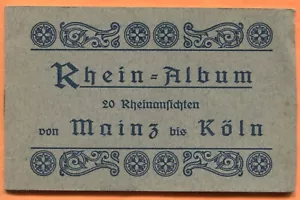 Rhein-Album
20 Rheinansichten
von Mainz bis Köln